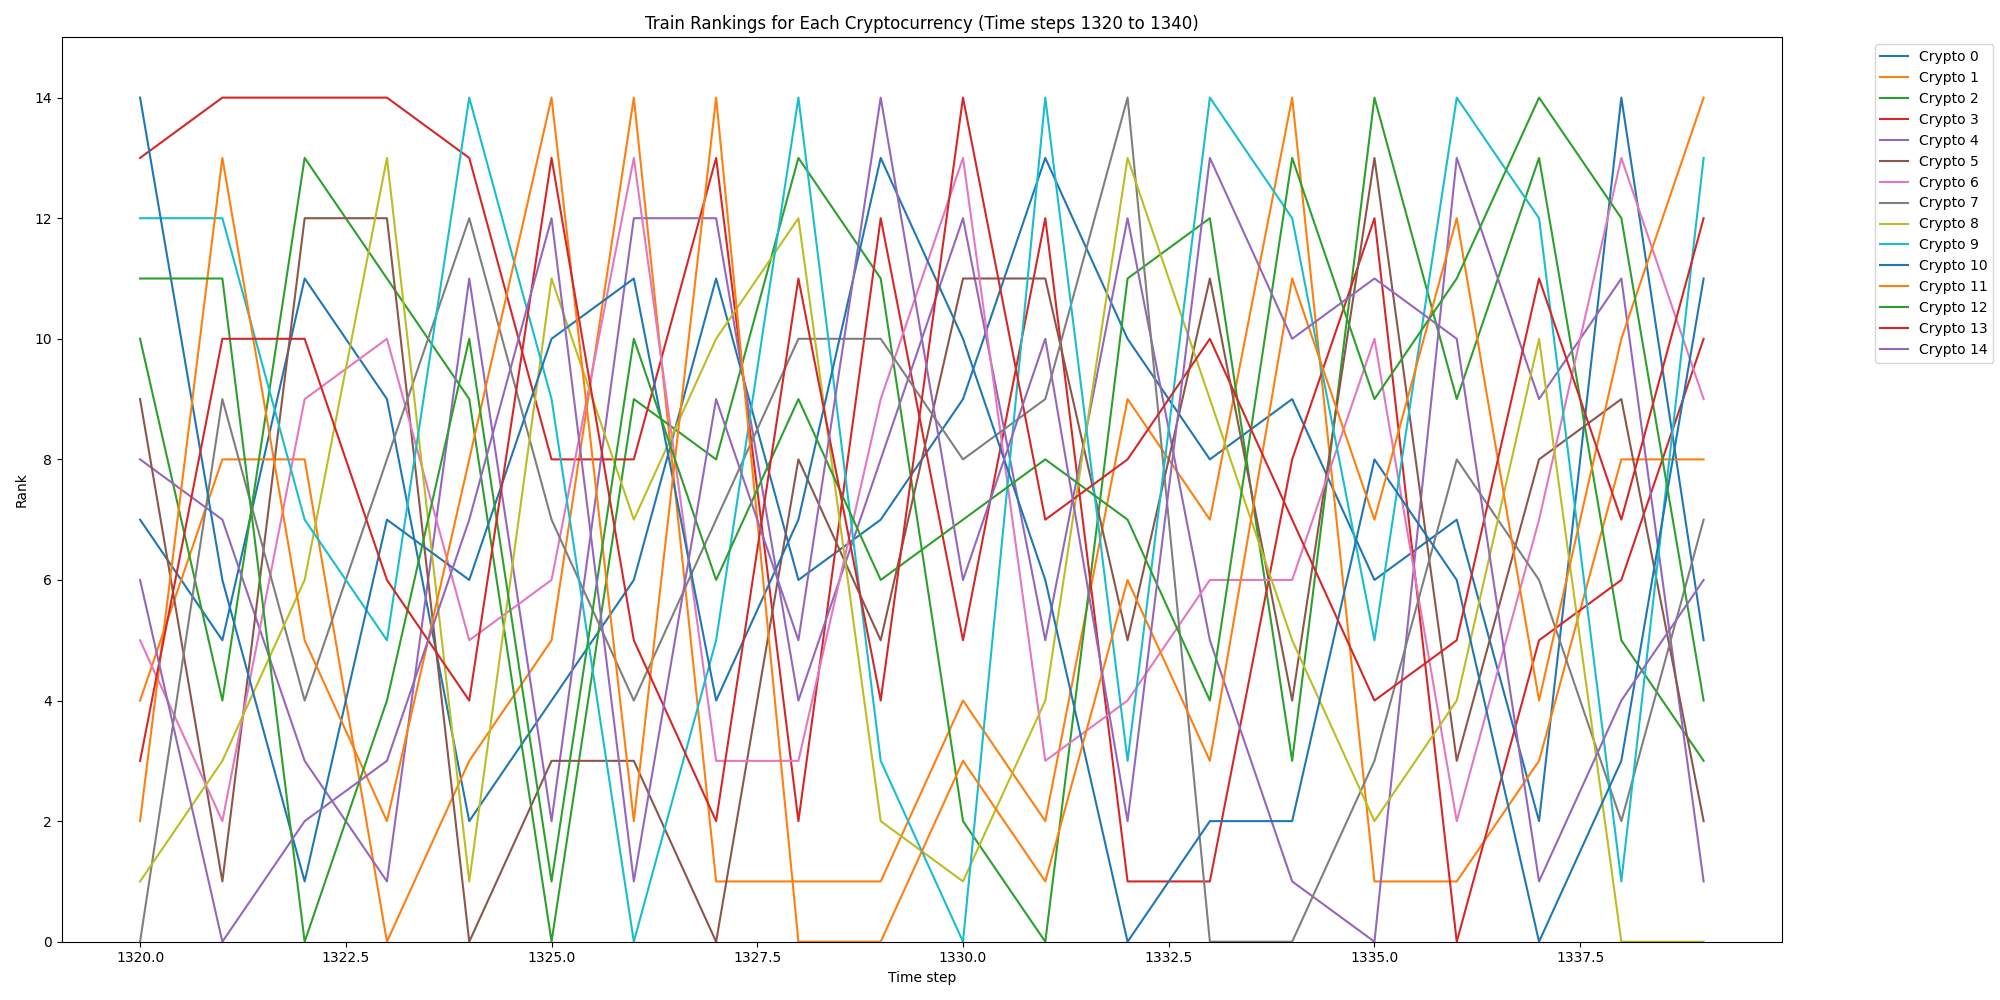 Train Rankings for Each Cryptocurrency (Time steps 1320 to 1340)
Rank
14
12
10
8
6
4
2
0
1320.0 1322.5 1325.0 1327.5 1330.0 1332.5 1335.0 1337.5
Time step
Crypto 0
Crypto 1
Crypto 2
Crypto 3
Crypto 4
Crypto 5
Crypto 6
Crypto 7
Crypto 8
Crypto 9
Crypto 10
Crypto 11
Crypto 12
Crypto 13
Crypto 14